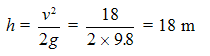 h = v²/2g = 18/(2 × 9.8) = 18 m